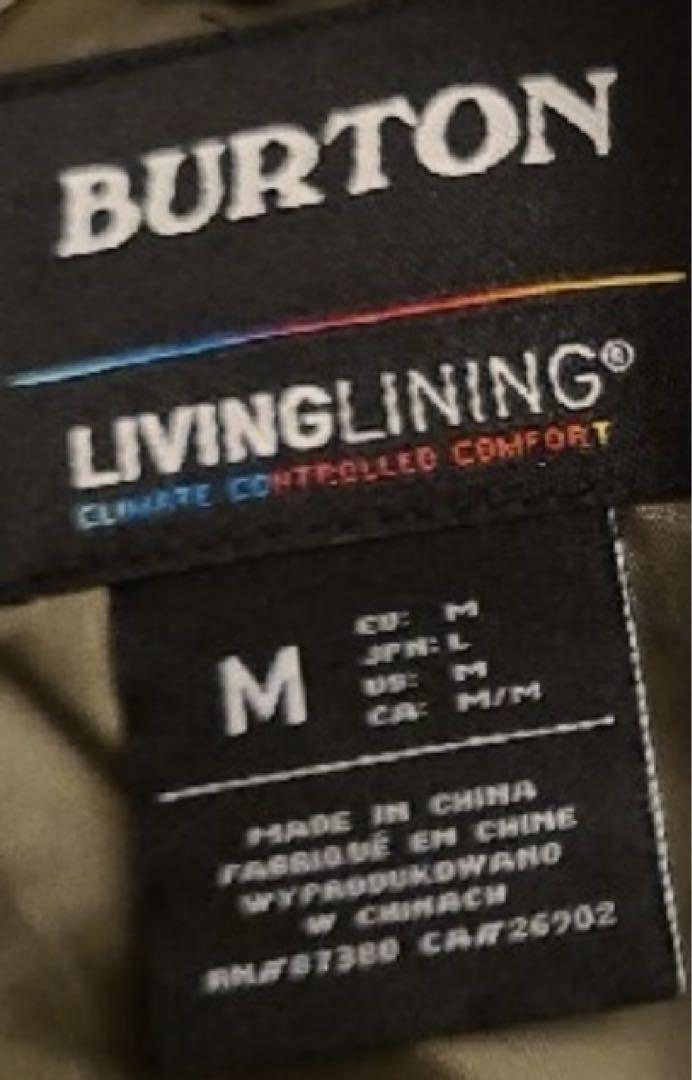 BURTON
LIVINGLINING®
CLIMATE CONTROLLED COMFORT
M
EU: M
JPN: L
US: M
CA: M/M
MADE IN CHINA
FABRIQUÉ EN CHINE
WYPRODUKOWANO
W CHINACH
RN#87380 CA#26902